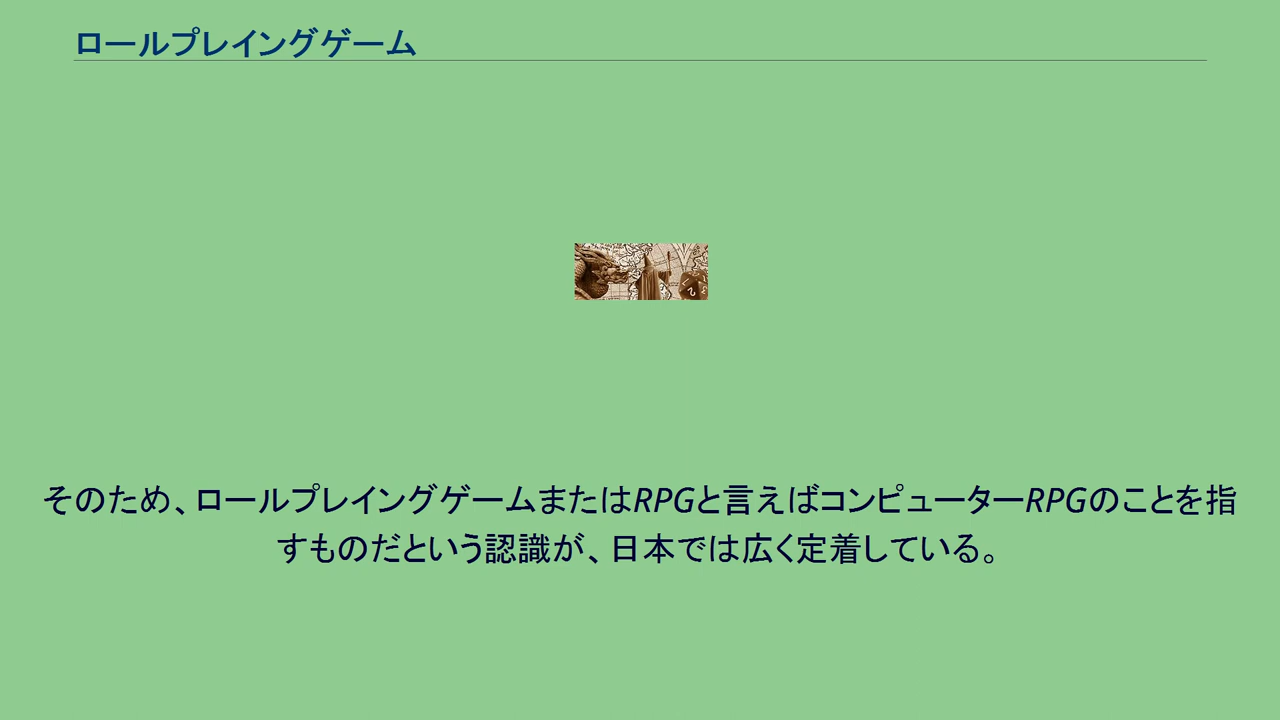 ロールプレイングゲーム
そのため、ロールプレイングゲームまたはRPGと言えばコンピューターRPGのことを指
すものだという認識が、日本では広く定着している。